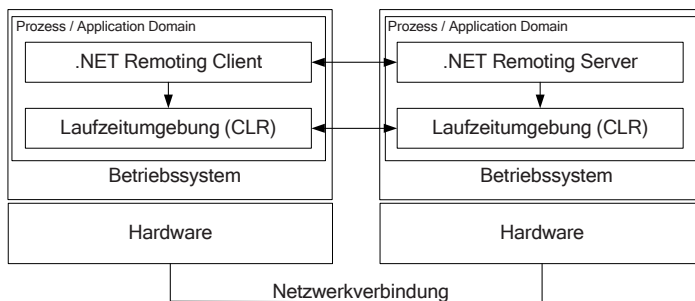 Prozess / Application Domain
.NET Remoting Client
Laufzeitumgebung (CLR)
Betriebssystem
Hardware
Prozess / Application Domain
.NET Remoting Server
Laufzeitumgebung (CLR)
Betriebssystem
Hardware
Netzwerkverbindung